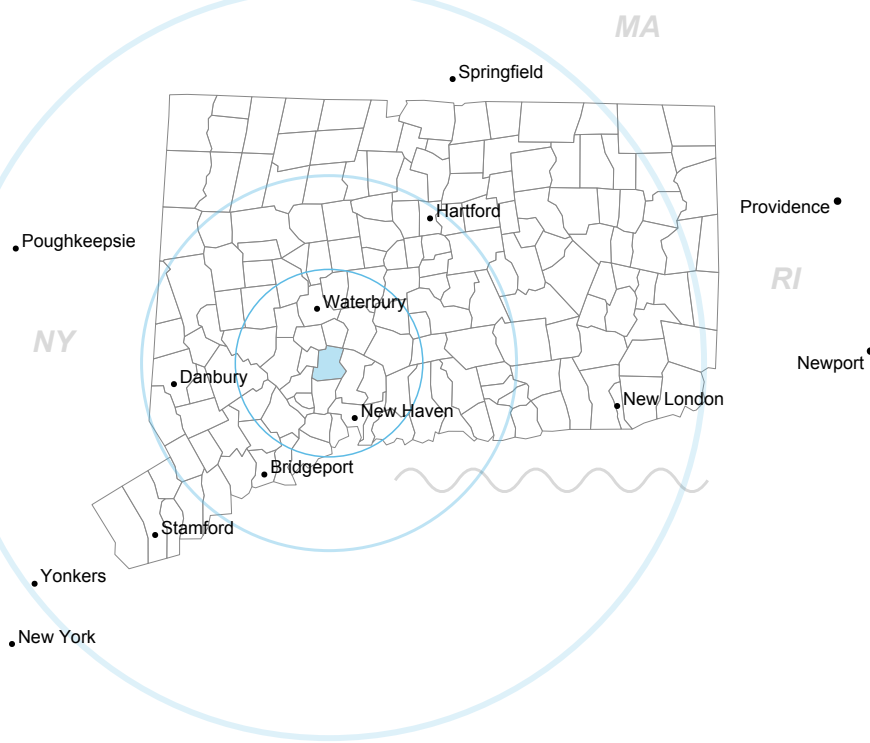 MA
Springfield
Hartford
Providence
Poughkeepsie
RI
Waterbury
NY
Newport
Danbury
New London
New Haven
Bridgeport
Stamford
Yonkers
New York